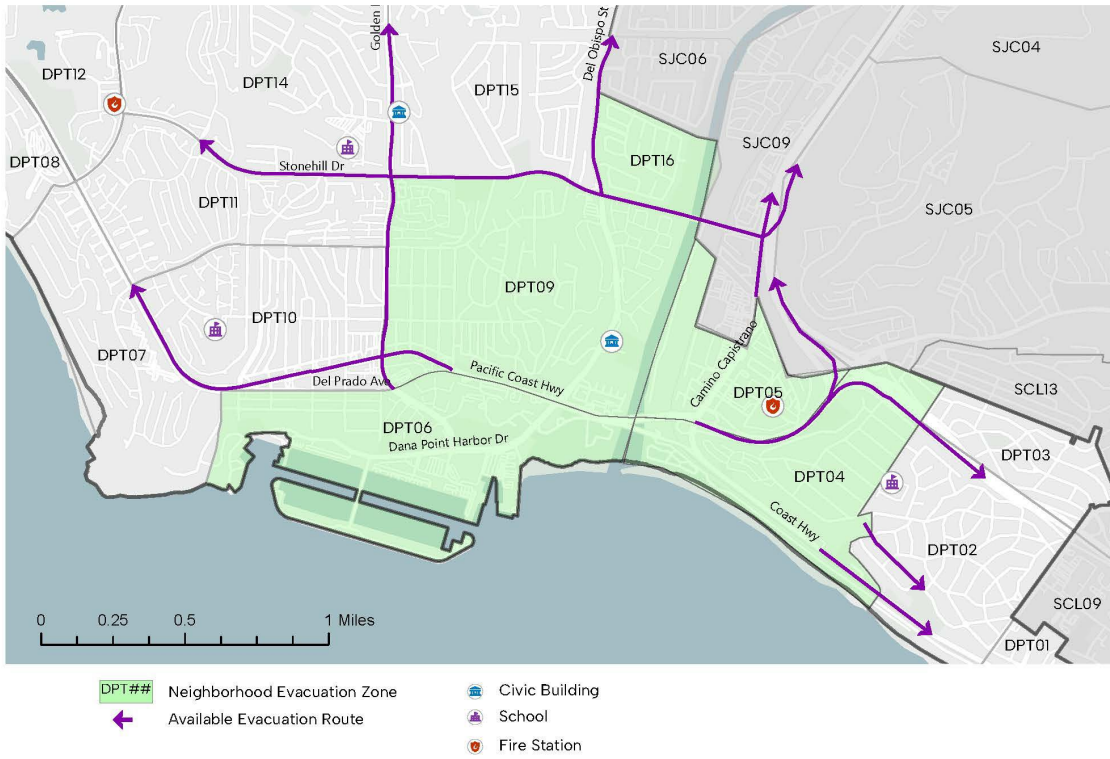 Golden
Del Obispo St
SJC06
SJC04
DPT12
DPT14
DPT15
SJC09
DPT16
DPT08
Stonehill Dr
DPT11
SJC05
DPT09
DPT10
DPT07
Camino Capistrano
Pacific Coast Hwy
Del Prado Ave
DPT05
SCL13
DPT06
Dana Point Harbor Dr
DPT03
DPT04
Coast Hwy
DPT02
SCL09
DPT01
0 0.25 0.5 1 Miles
DPT## Neighborhood Evacuation Zone
Available Evacuation Route
Civic Building
School
Fire Station